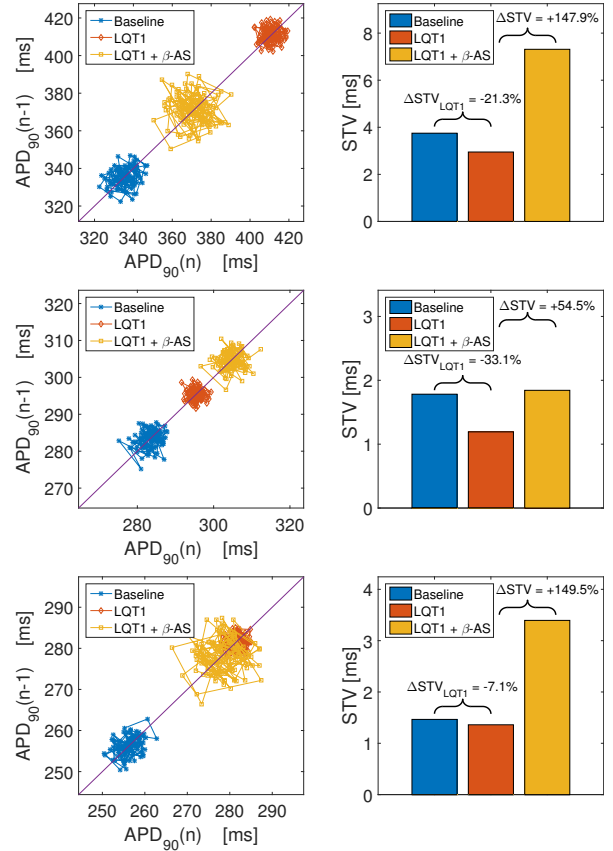 Baseline
LQT1
LQT1 + β-AS
420
400
380
360
340
320
APD90(n-1) [ms]
320 340 360 380 400 420
APD90(n) [ms]
Baseline
LQT1
LQT1 + β-AS
ΔSTV = +147.9%
ΔSTVLQT1 = -21.3%
8
6
4
2
0
STV [ms]
Baseline
LQT1
LQT1 + β-AS
320
310
300
290
280
270
APD90(n-1) [ms]
280 300 320
APD90(n) [ms]
Baseline
LQT1
LQT1 + β-AS
ΔSTV = +54.5%
ΔSTVLQT1 = -33.1%
3
2
1
0
STV [ms]
Baseline
LQT1
LQT1 + β-AS
290
280
270
260
250
APD90(n-1) [ms]
250 260 270 280 290
APD90(n) [ms]
Baseline
LQT1
LQT1 + β-AS
ΔSTV = +149.5%
ΔSTVLQT1 = -7.1%
4
3
2
1
0
STV [ms]